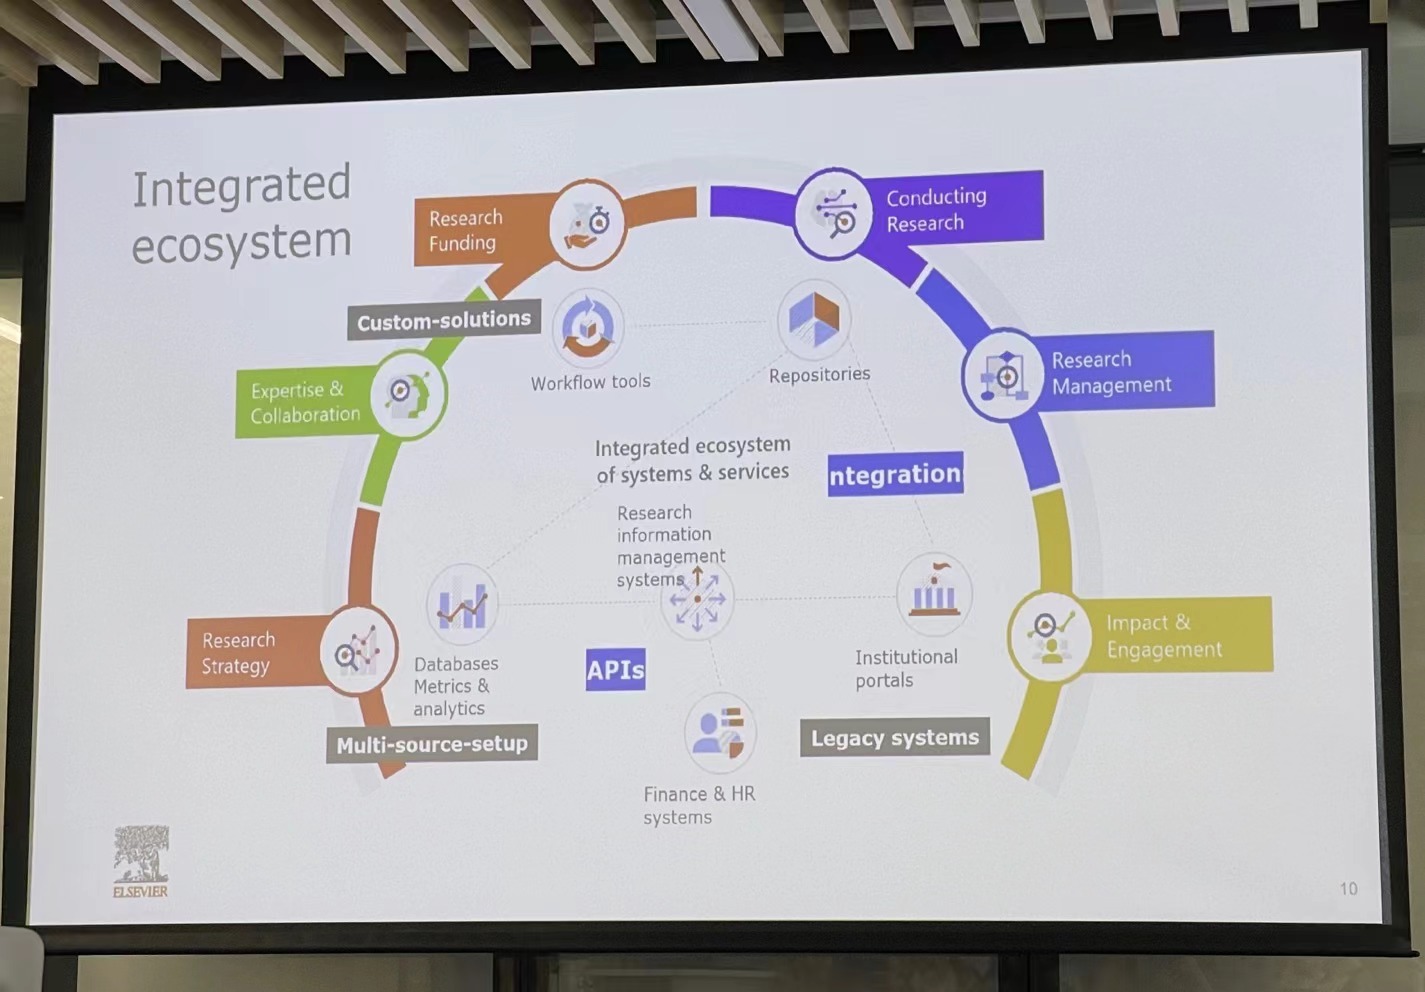 Integrated
ecosystem
Research
Funding
Conducting
Research
Custom-solutions
Workflow tools
Repositories
Expertise &
Collaboration
Research
Management
Integrated ecosystem
of systems & services
ntegration
Research
information
management
systems
Research
Strategy
Databases
Metrics &
analytics
APIs
Institutional
portals
Impact &
Engagement
Multi-source-setup
Legacy systems
Finance & HR
systems
ELSEVIER
10